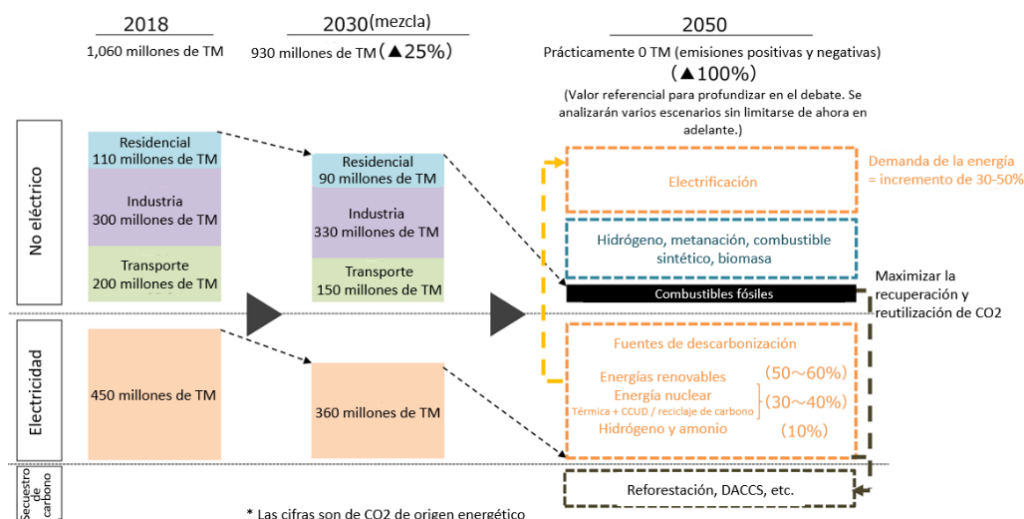 2018
1,060 millones de TM
2030(mezcla)
930 millones de TM(▲25%)
2050
Prácticamente 0 TM (emisiones positivas y negativas)
(▲100%)
(Valor referencial para profundizar en el debate. Se
analizarán varios escenarios sin limitarse de ahora en
adelante.)
No eléctrico
Residencial
110 millones de TM
Industria
300 millones de TM
Transporte
200 millones de TM
Residencial
90 millones de TM
Industria
330 millones de TM
Transporte
150 millones de TM
Electrificación
Demanda de la energía
= incremento de 30-50%
Hidrógeno, metanación, combustible
sintético, biomasa
Combustibles fósiles
Maximizar la
recuperación y
reutilización de CO2
Electricidad
450 millones de TM
360 millones de TM
Fuentes de descarbonización
Energías renovables (50~60%)
Energía nuclear
Térmica + CCUD / reciclaje de carbono (30~40%)
Hidrógeno y amonio (10%)
Secuestro
de
carbono
Reforestación, DACCS, etc.
* Las cifras son de CO2 de origen energético